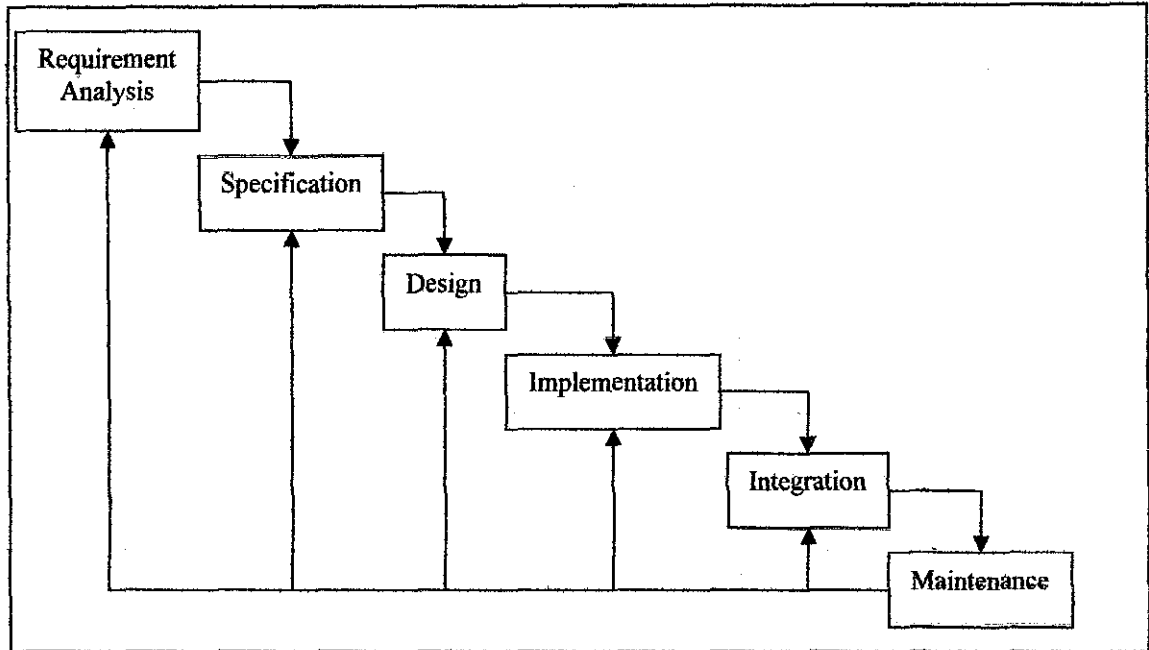 Requirement
Analysis
Specification
Design
Implementation
Integration
Maintenance